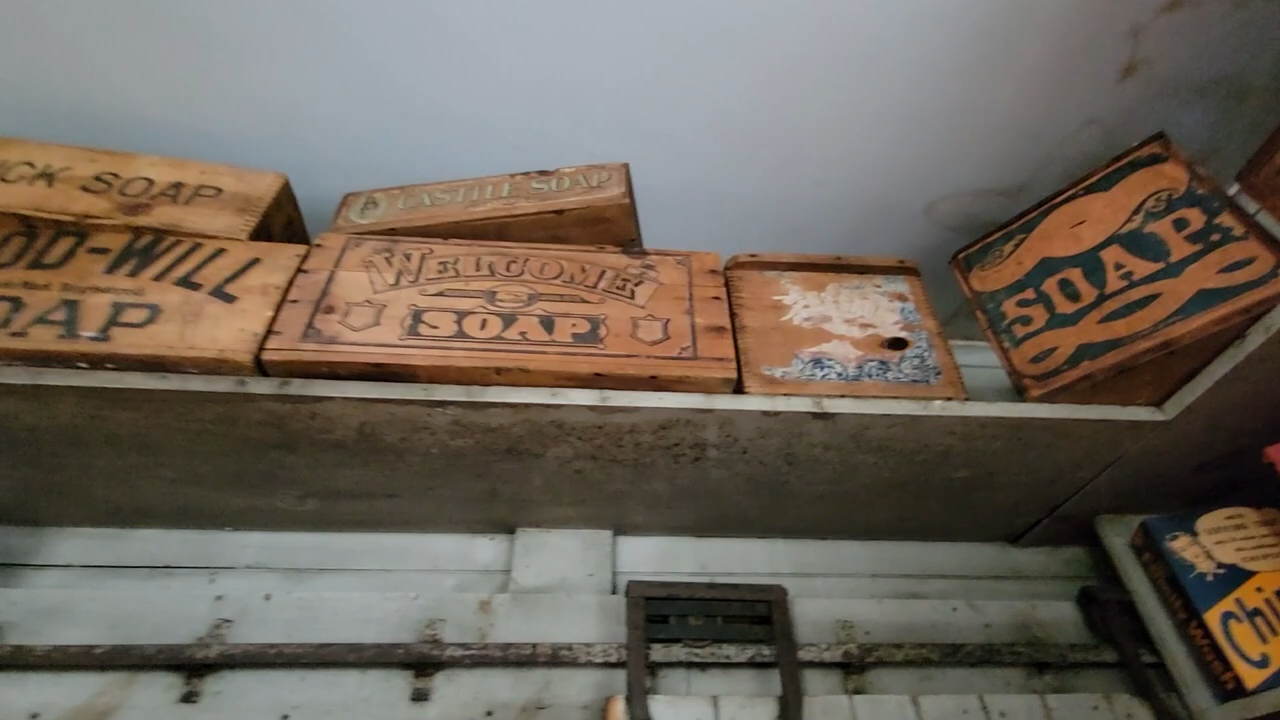 CK SOAP
OD-WILL
OAP
CASTILE SOAP
WELCOME
SOAP
SOAP
Chi